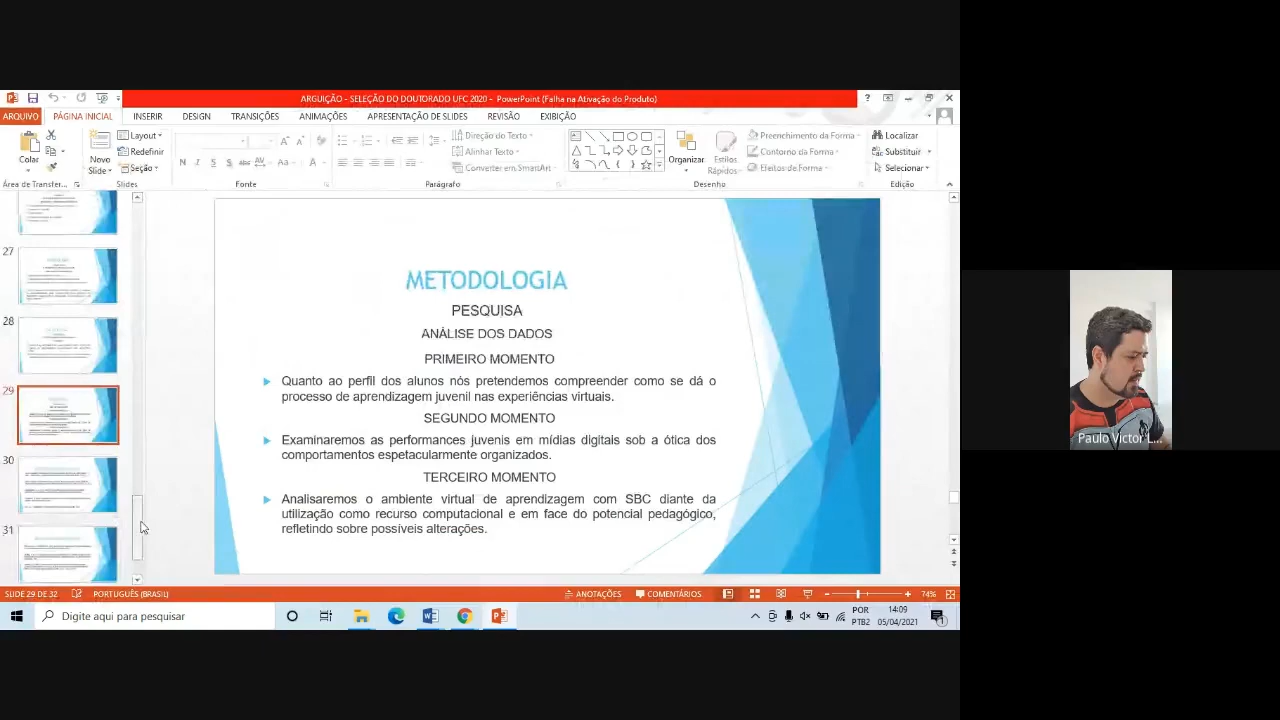 ARGUIÇÃO - SELEÇÃO DO DOUTORADO UFC 2020 - PowerPoint (Falha na Ativação do Produto)
ARQUIVO PÁGINA INICIAL INSERIR DESIGN TRANSIÇÕES ANIMAÇÕES APRESENTAÇÃO DE SLIDES REVISÃO EXIBIÇÃO
Colar
Área de Transfer...
Novo
Slide
Layout
Redefinir
Seção
Slides
N I S S abc AV Aa A
Fonte
Direção do Texto
Alinhar Texto
Converter em SmartArt
Parágrafo
Organizar
Estilos
Rápidos
Preenchimento da Forma
Contorno da Forma
Efeitos de Forma
Desenho
Localizar
Substituir
Selecionar
Edição
27
28
29
30
31
METODOLOGIA
PESQUISA
ANÁLISE DOS DADOS
PRIMEIRO MOMENTO
Quanto ao perfil dos alunos nós pretendemos compreender como se dá o
processo de aprendizagem juvenil nas experiências virtuais.
SEGUNDO MOMENTO
Examinaremos as performances juvenis em mídias digitais sob a ótica dos
comportamentos espetacularmente organizados.
TERCEIRO MOMENTO
Analisaremos o ambiente virtual de aprendizagem com SBC diante da
utilização como recurso computacional e em face do potencial pedagógico,
refletindo sobre possíveis alterações.
Paulo Victor L...
SLIDE 29 DE 32 PORTUGUÊS (BRASIL) ANOTAÇÕES COMENTÁRIOS 74%
Digite aqui para pesquisar
POR
PTB2
14:09
05/04/2021